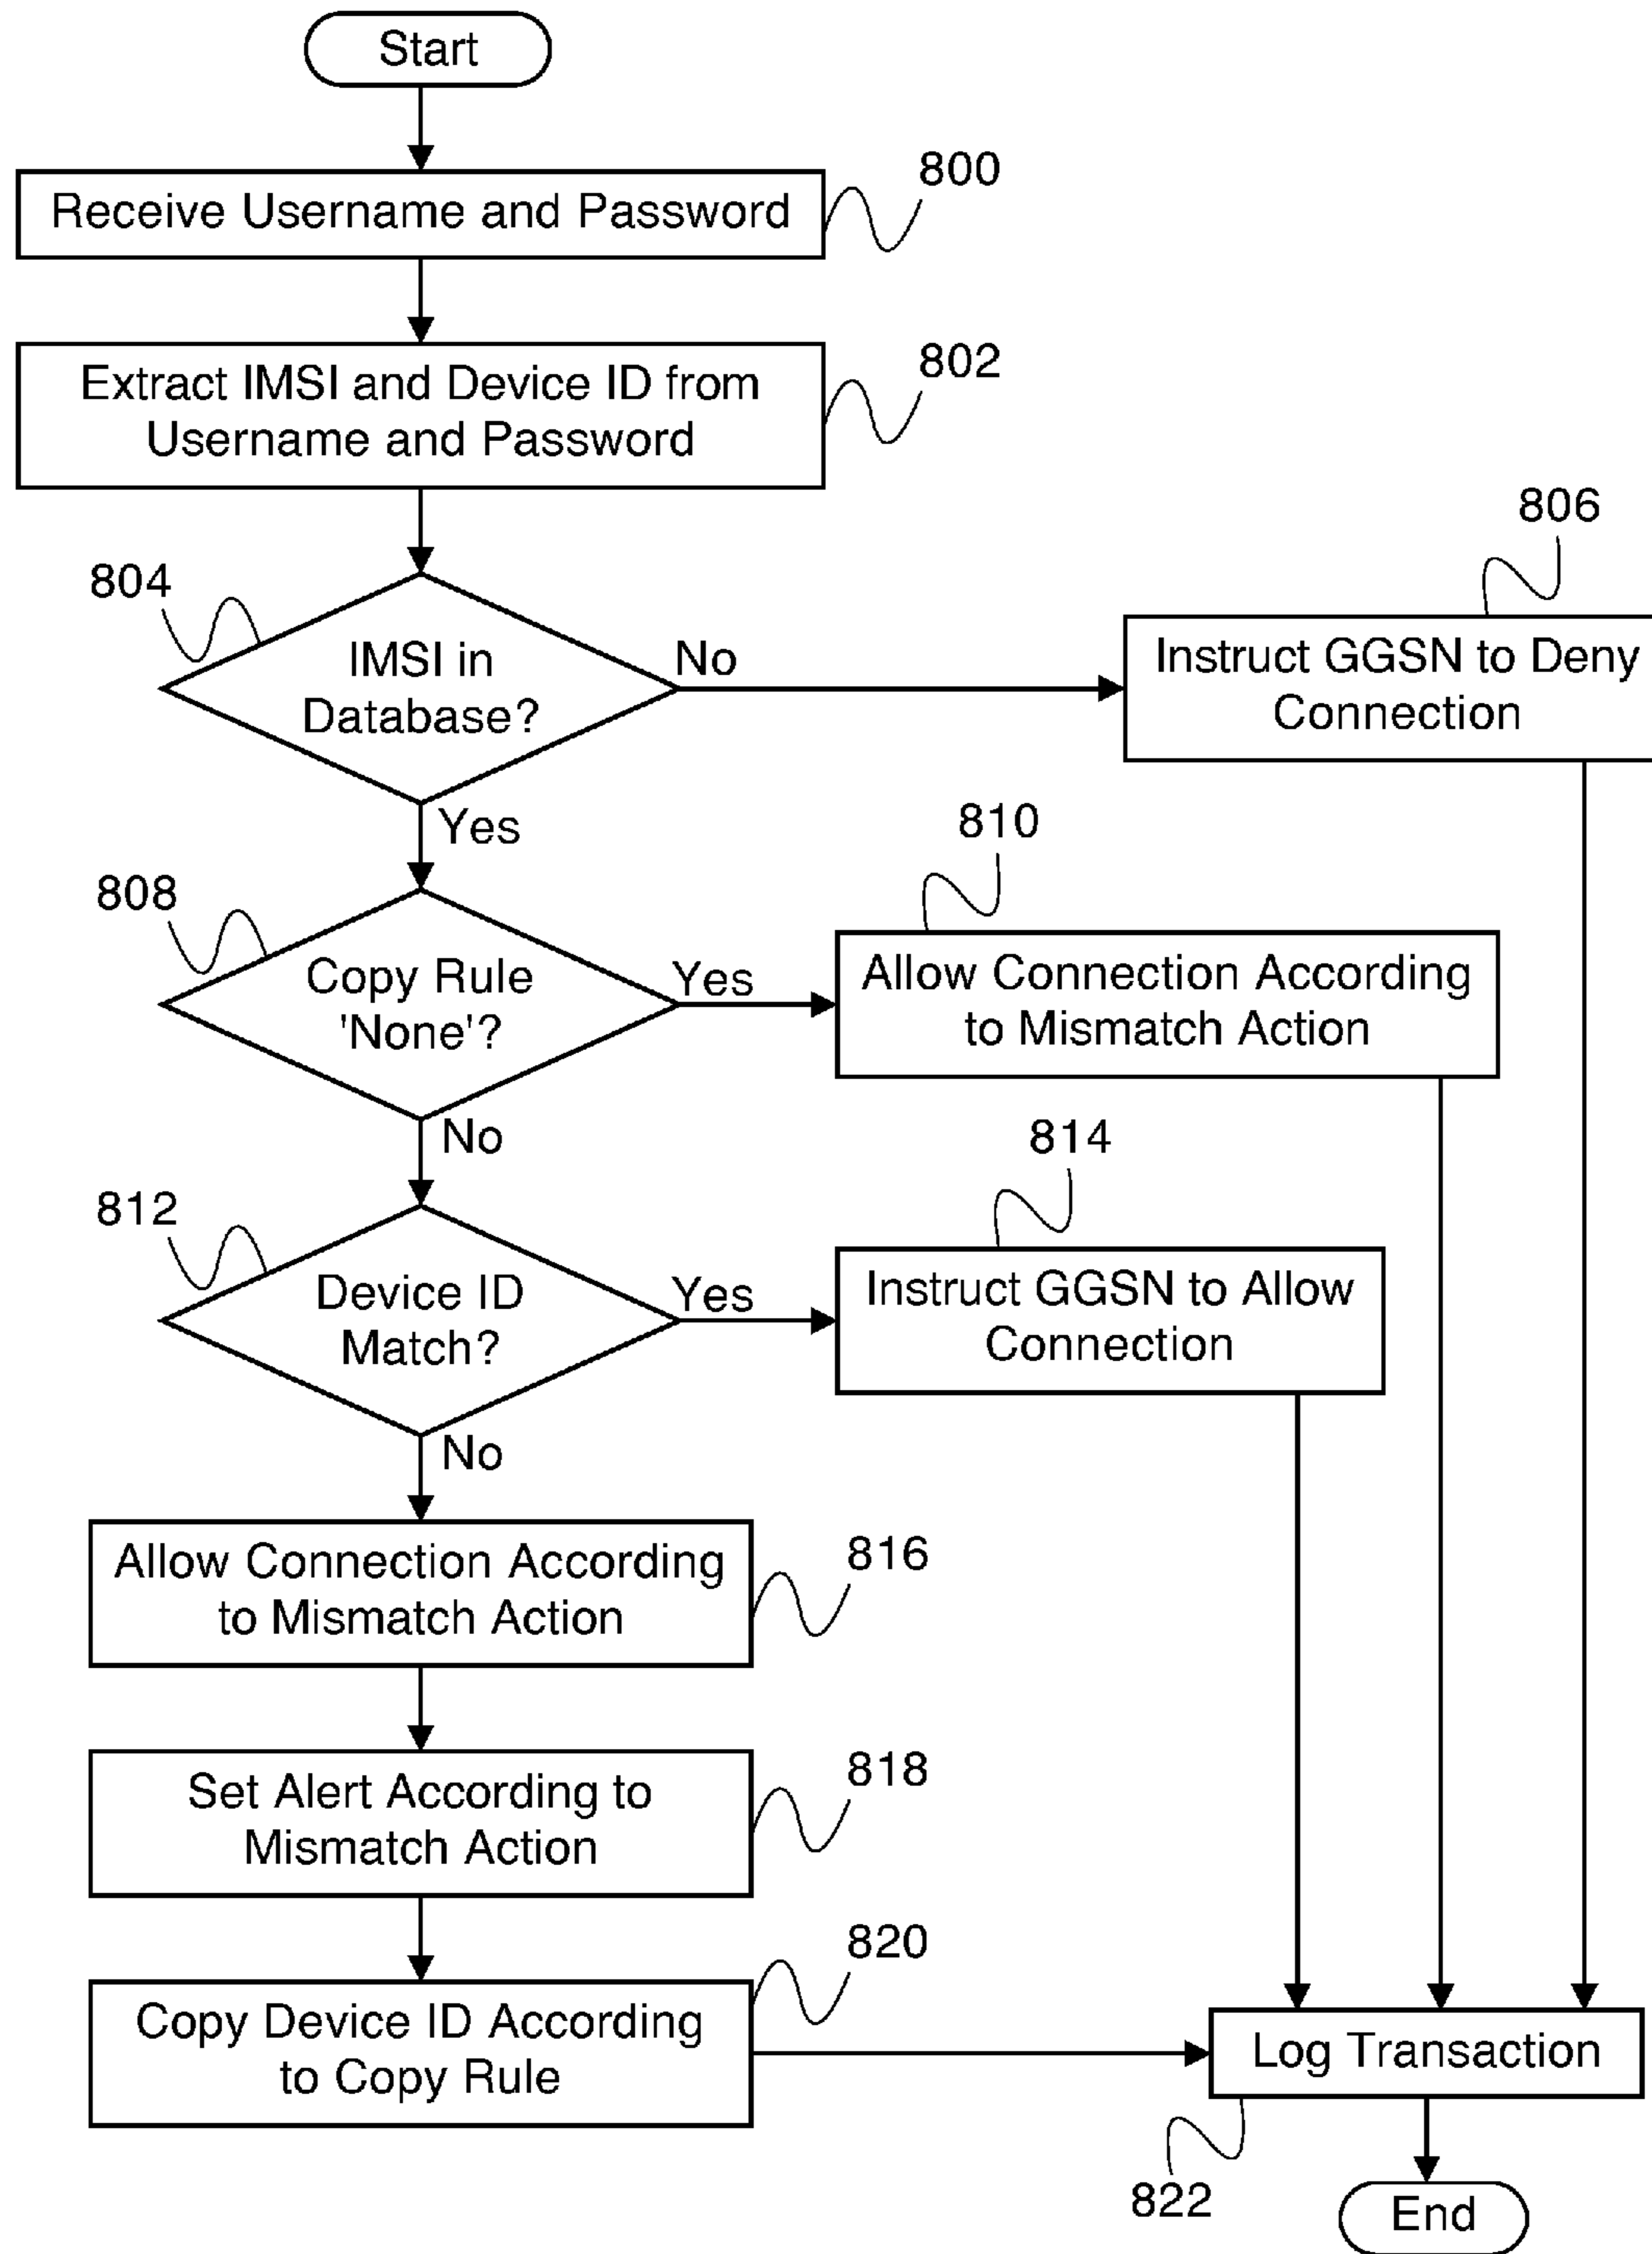 Start
800
Receive Username and Password
802
Extract IMSI and Device ID from
Username and Password
806
804
IMSI in
Database?
No
Instruct GGSN to Deny
Connection
Yes
810
808
Copy Rule
'None'?
Yes
Allow Connection According
to Mismatch Action
No
814
812
Device ID
Match?
Yes
Instruct GGSN to Allow
Connection
No
Allow Connection According
to Mismatch Action
816
Set Alert According to
Mismatch Action
818
820
Copy Device ID According
to Copy Rule
Log Transaction
822
End